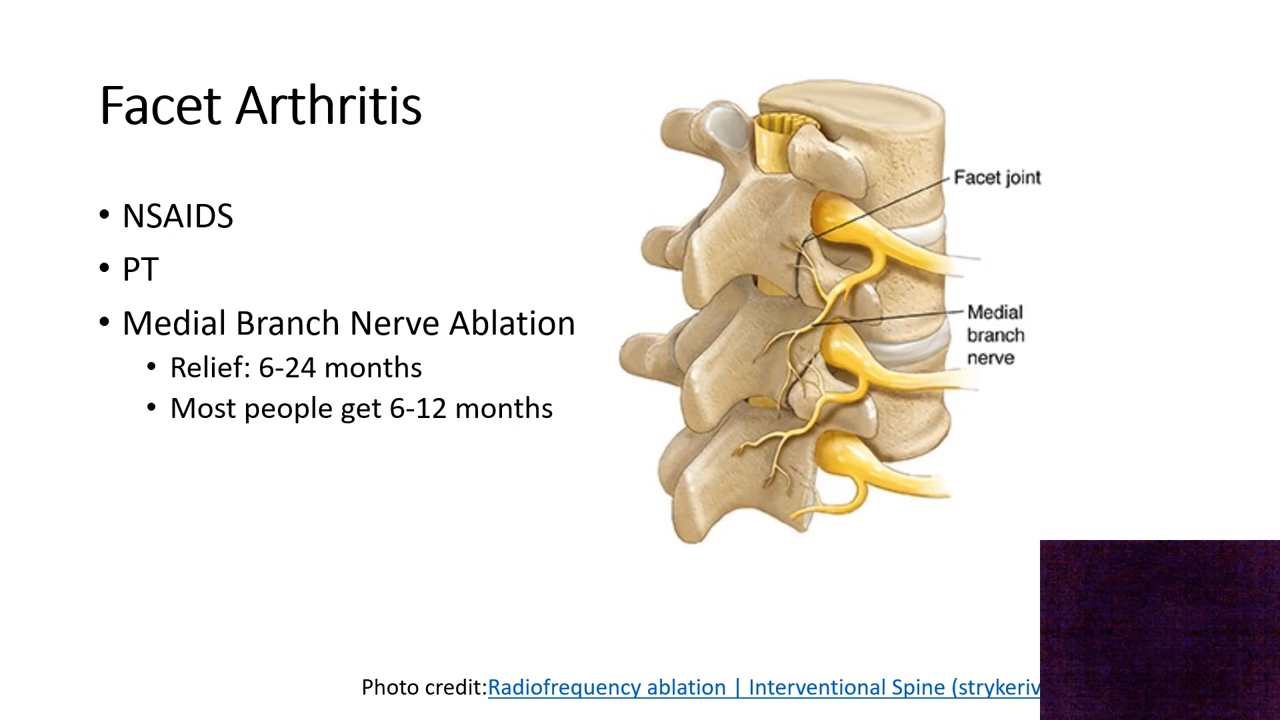 Facet Arthritis
• NSAIDS
• PT
• Medial Branch Nerve Ablation
• Relief: 6-24 months
• Most people get 6-12 months
Facet joint
Medial
branch
nerve
Photo credit:Radiofrequency ablation | Interventional Spine (strykeriv